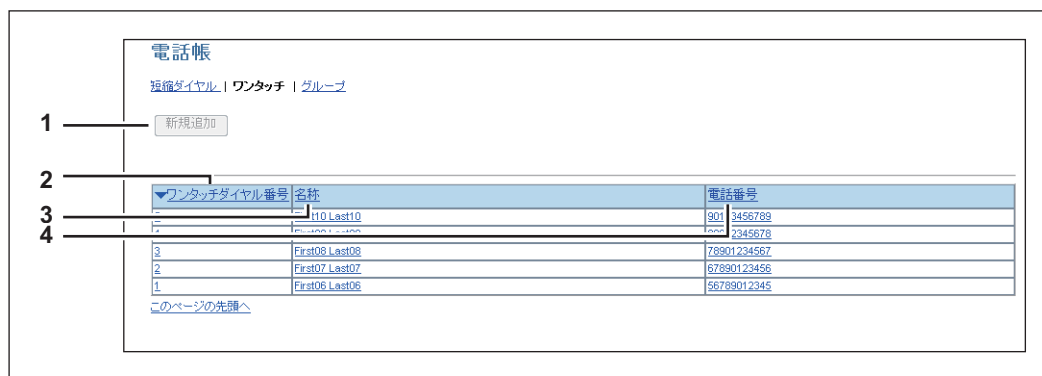 電話帳
短縮ダイヤル | ワンタッチ | グループ
1
新規追加
2
▼ワンタッチダイヤル番号 名称 電話番号
3
Last10
4
3 First08 Last08 78901234567
2 First07 Last07 67890123456
1 First06 Last06 56789012345
このページの先頭へ